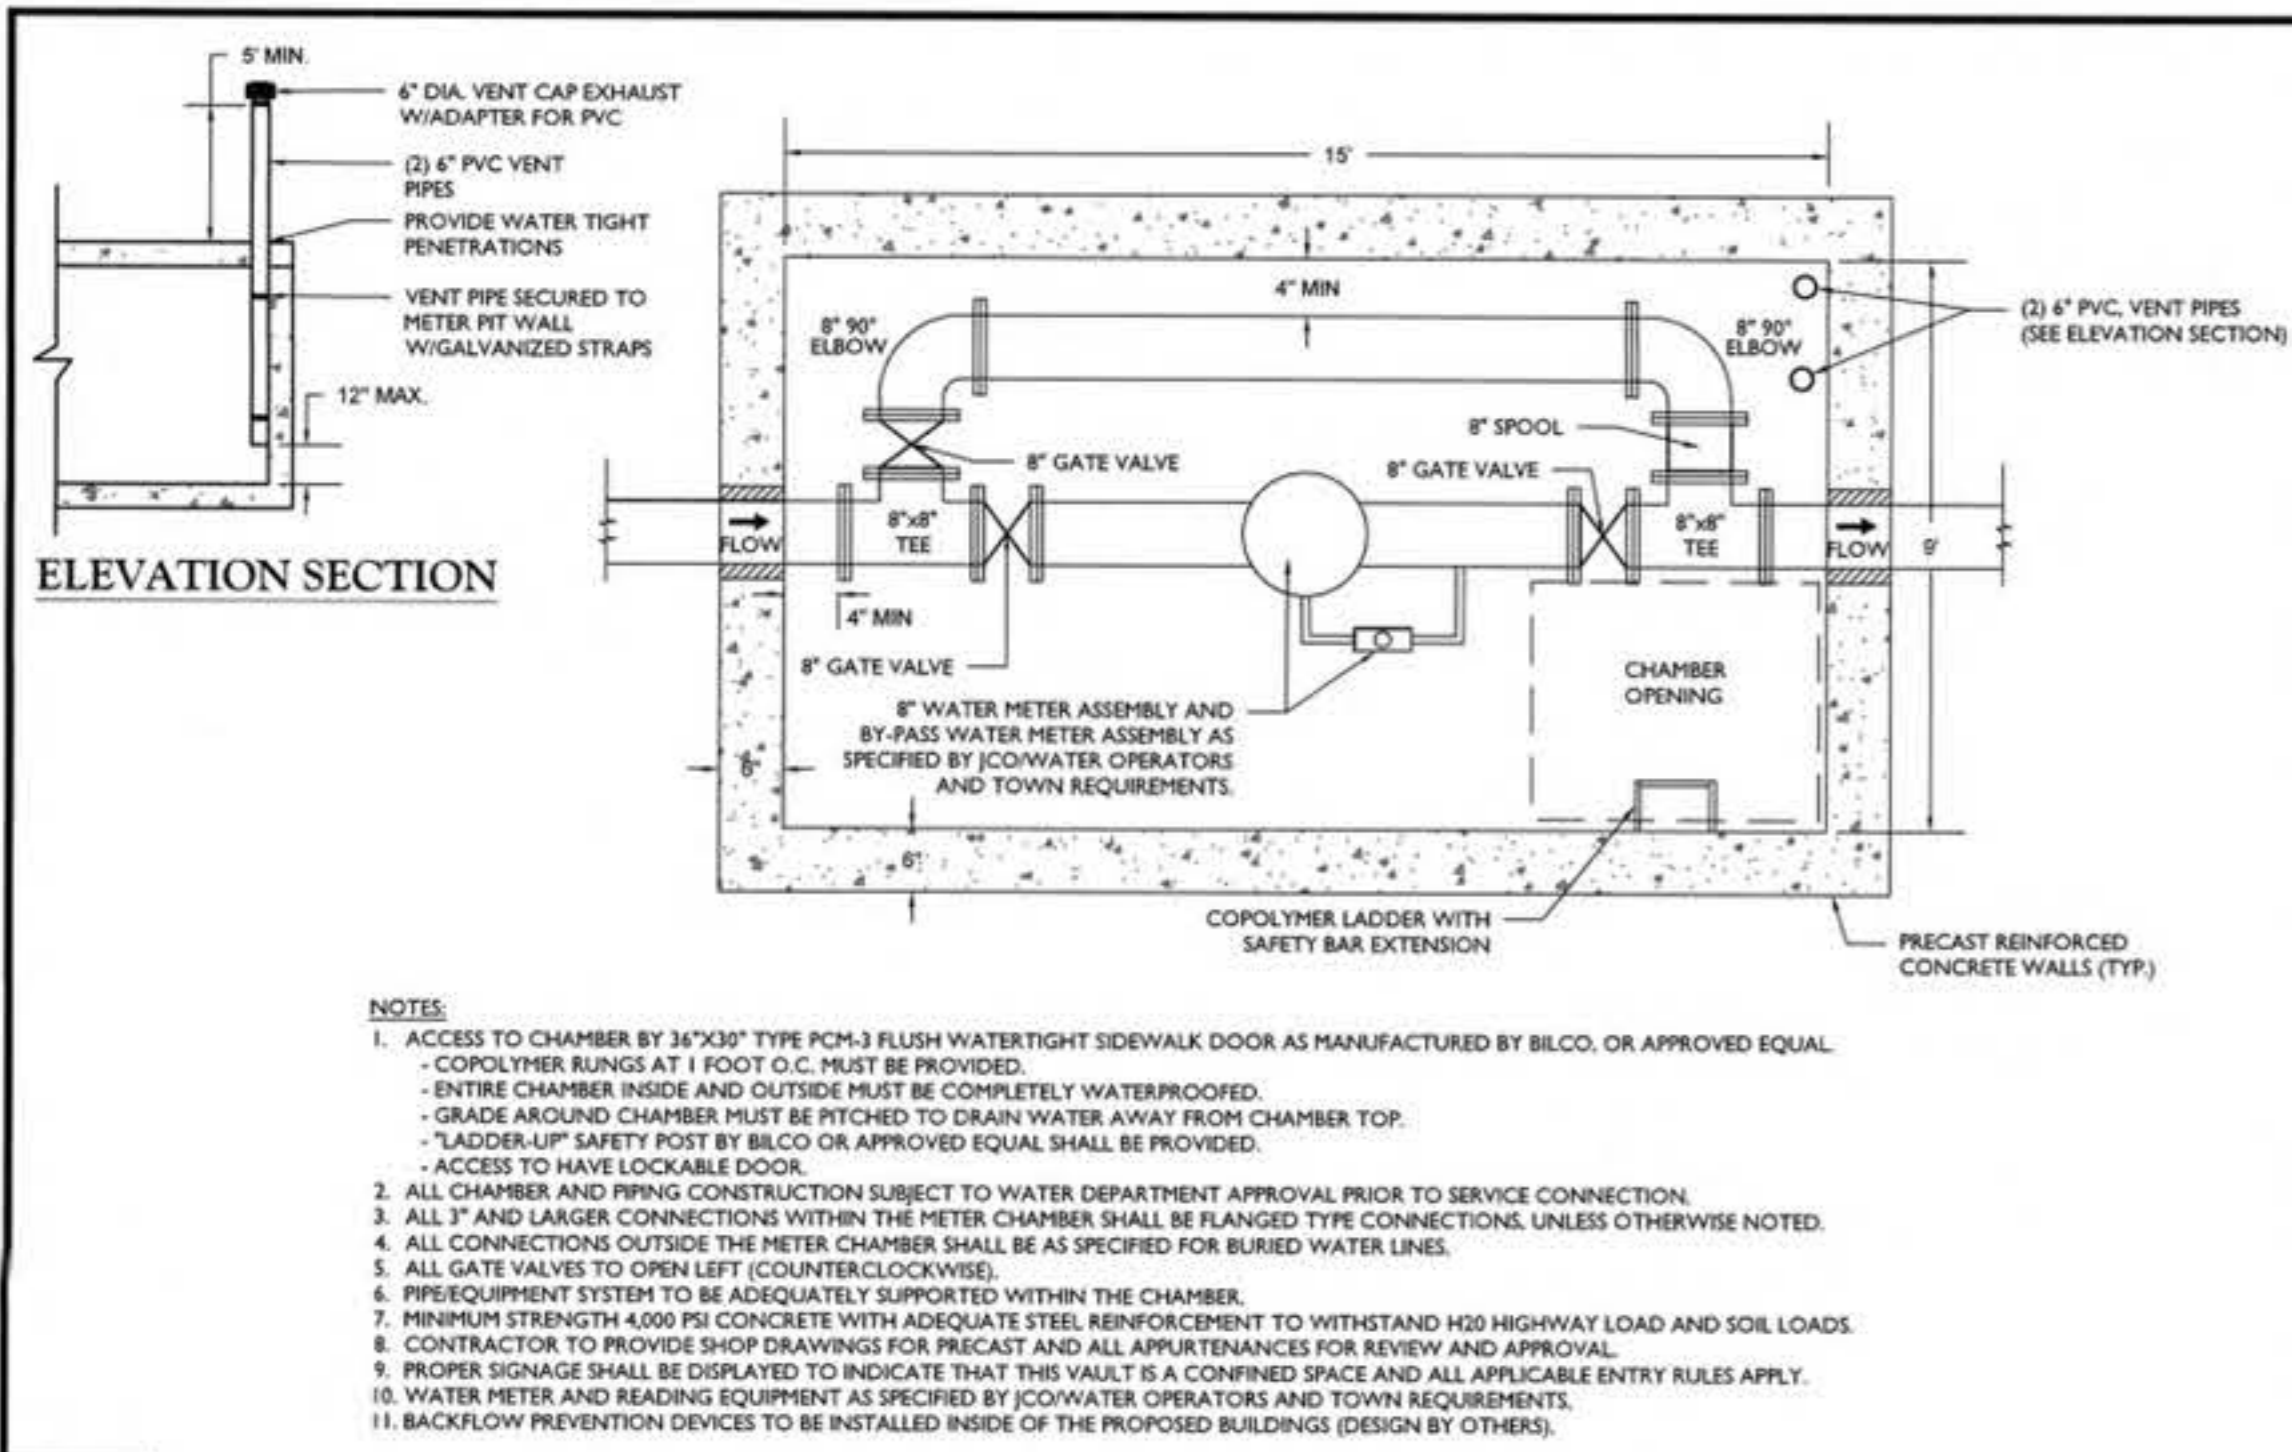 5' MIN.
6" DIA. VENT CAP EXHAUST
W/ADAPTER FOR PVC
(2) 6" PVC VENT
PIPES
PROVIDE WATER TIGHT
PENETRATIONS
VENT PIPE SECURED TO
METER PIT WALL
W/GALVANIZED STRAPS
12" MAX.
ELEVATION SECTION
15'
4" MIN
8" 90°
ELBOW
8" 90°
ELBOW
(2) 6" PVC, VENT PIPES
(SEE ELEVATION SECTION)
8" SPOOL
8" GATE VALVE
8" GATE VALVE
FLOW
8"x8"
TEE
8"x8"
TEE
FLOW
9'
4" MIN
8" GATE VALVE
CHAMBER
OPENING
8" WATER METER ASSEMBLY AND
BY-PASS WATER METER ASSEMBLY AS
SPECIFIED BY JCO/WATER OPERATORS
AND TOWN REQUIREMENTS.
6"
6"
COPOLYMER LADDER WITH
SAFETY BAR EXTENSION
PRECAST REINFORCED
CONCRETE WALLS (TYP.)
NOTES:
1. ACCESS TO CHAMBER BY 36"X30" TYPE PCM-3 FLUSH WATERTIGHT SIDEWALK DOOR AS MANUFACTURED BY BILCO, OR APPROVED EQUAL.
- COPOLYMER RUNGS AT 1 FOOT O.C. MUST BE PROVIDED.
- ENTIRE CHAMBER INSIDE AND OUTSIDE MUST BE COMPLETELY WATERPROOFED.
- GRADE AROUND CHAMBER MUST BE PITCHED TO DRAIN WATER AWAY FROM CHAMBER TOP.
- "LADDER-UP" SAFETY POST BY BILCO OR APPROVED EQUAL SHALL BE PROVIDED.
- ACCESS TO HAVE LOCKABLE DOOR.
2. ALL CHAMBER AND PIPING CONSTRUCTION SUBJECT TO WATER DEPARTMENT APPROVAL PRIOR TO SERVICE CONNECTION.
3. ALL 3" AND LARGER CONNECTIONS WITHIN THE METER CHAMBER SHALL BE FLANGED TYPE CONNECTIONS, UNLESS OTHERWISE NOTED.
4. ALL CONNECTIONS OUTSIDE THE METER CHAMBER SHALL BE AS SPECIFIED FOR BURIED WATER LINES.
5. ALL GATE VALVES TO OPEN LEFT (COUNTERCLOCKWISE).
6. PIPE/EQUIPMENT SYSTEM TO BE ADEQUATELY SUPPORTED WITHIN THE CHAMBER.
7. MINIMUM STRENGTH 4,000 PSI CONCRETE WITH ADEQUATE STEEL REINFORCEMENT TO WITHSTAND H20 HIGHWAY LOAD AND SOIL LOADS.
8. CONTRACTOR TO PROVIDE SHOP DRAWINGS FOR PRECAST AND ALL APPURTENANCES FOR REVIEW AND APPROVAL.
9. PROPER SIGNAGE SHALL BE DISPLAYED TO INDICATE THAT THIS VAULT IS A CONFINED SPACE AND ALL APPLICABLE ENTRY RULES APPLY.
10. WATER METER AND READING EQUIPMENT AS SPECIFIED BY JCO/WATER OPERATORS AND TOWN REQUIREMENTS.
11. BACKFLOW PREVENTION DEVICES TO BE INSTALLED INSIDE OF THE PROPOSED BUILDINGS (DESIGN BY OTHERS).